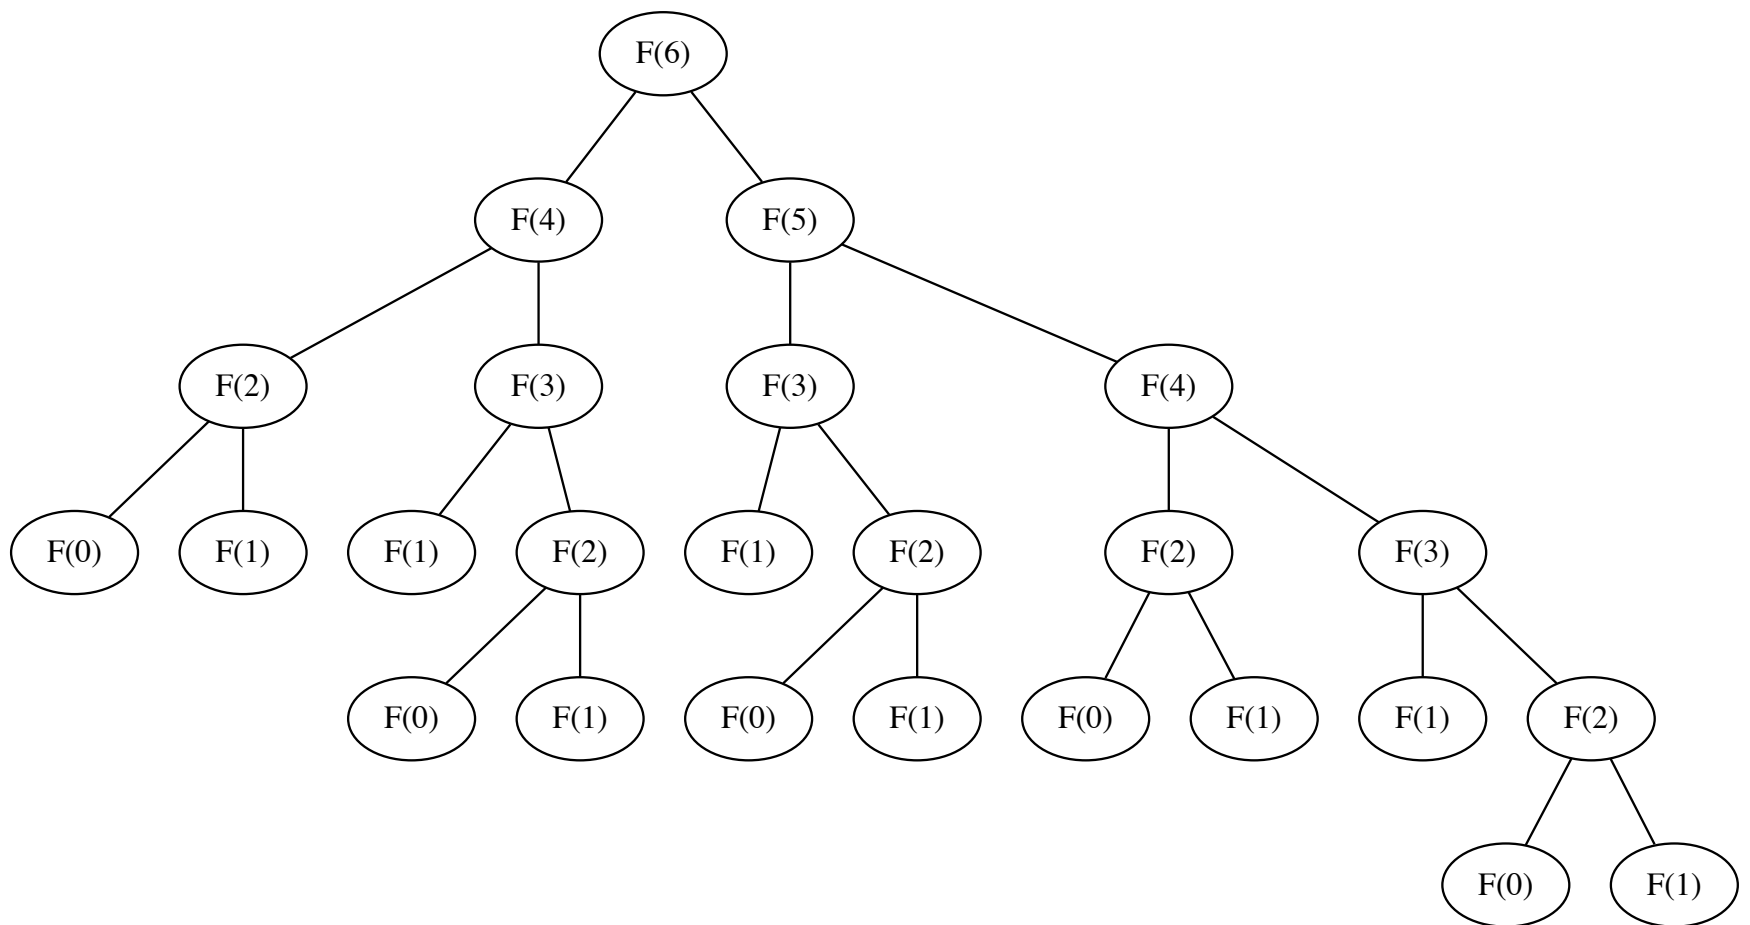 F(6)
F(4) F(5)
F(2) F(3) F(3) F(4)
F(0) F(1) F(1) F(2) F(1) F(2) F(2) F(3)
F(0) F(1) F(0) F(1) F(0) F(1) F(1) F(2)
F(0) F(1)